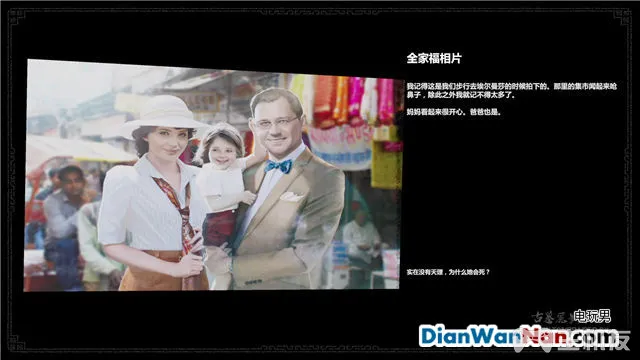 全家福相片
我记得这是我们步行去埃尔曼莎的时候拍下的。那里的集市闻起来呛
鼻子，除此之外我就记不得太多了。
妈妈看起来很开心。爸爸也是。
实在没有天理，为什么她会死？
电玩男
DianWanNan.com